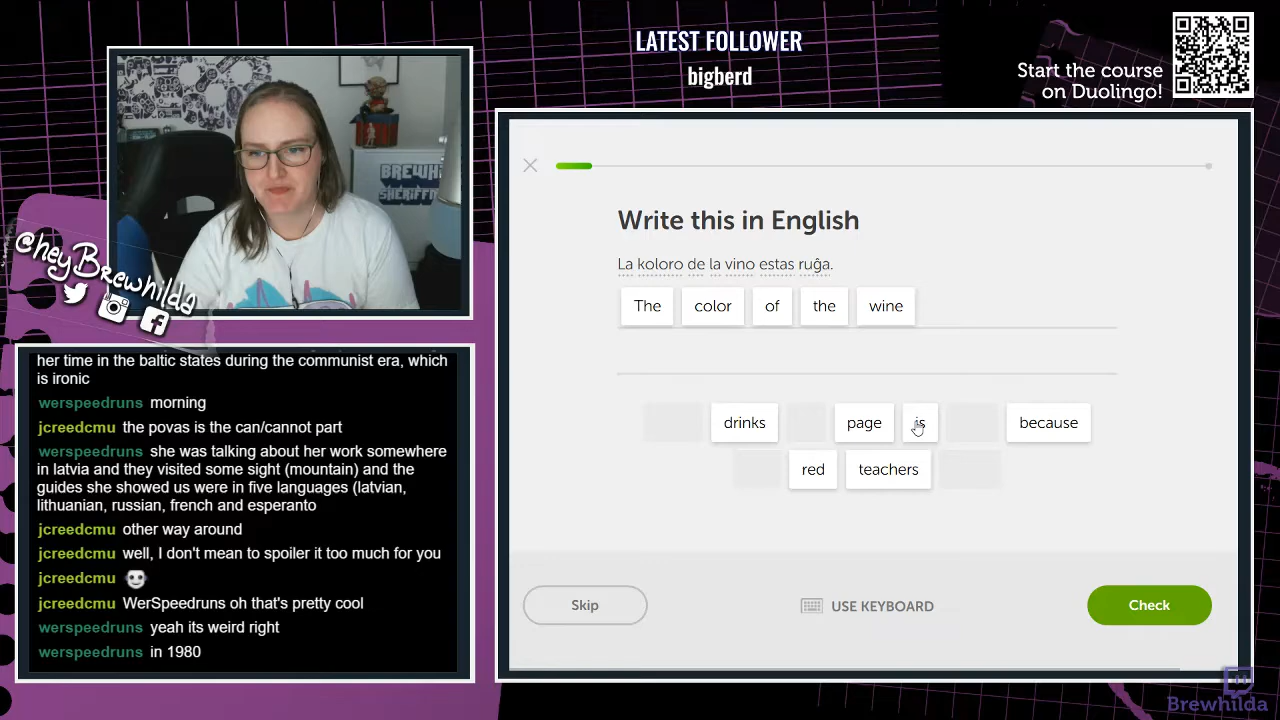 LATEST FOLLOWER
bigberd
Start the course
on Duolingo!
BREWH
SHERIFF
@heyBrewhilda
Write this in English
La koloro de la vino estas ruĝa.
The color of the wine
drinks page is because
red teachers
Skip
USE KEYBOARD
Check
her time in the baltic states during the communist era, which
is ironic
werspeedruns morning
jcreedcmu the povas is the can/cannot part
werspeedruns she was talking about her work somewhere
in latvia and they visited some sight (mountain) and the
guides she showed us were in five languages (latvian,
lithuanian, russian, french and esperanto
jcreedcmu other way around
jcreedcmu well, I don't mean to spoiler it too much for you
jcreedcmu
jcreedcmu WerSpeedruns oh that's pretty cool
werspeedruns yeah its weird right
werspeedruns in 1980
Brewhilda